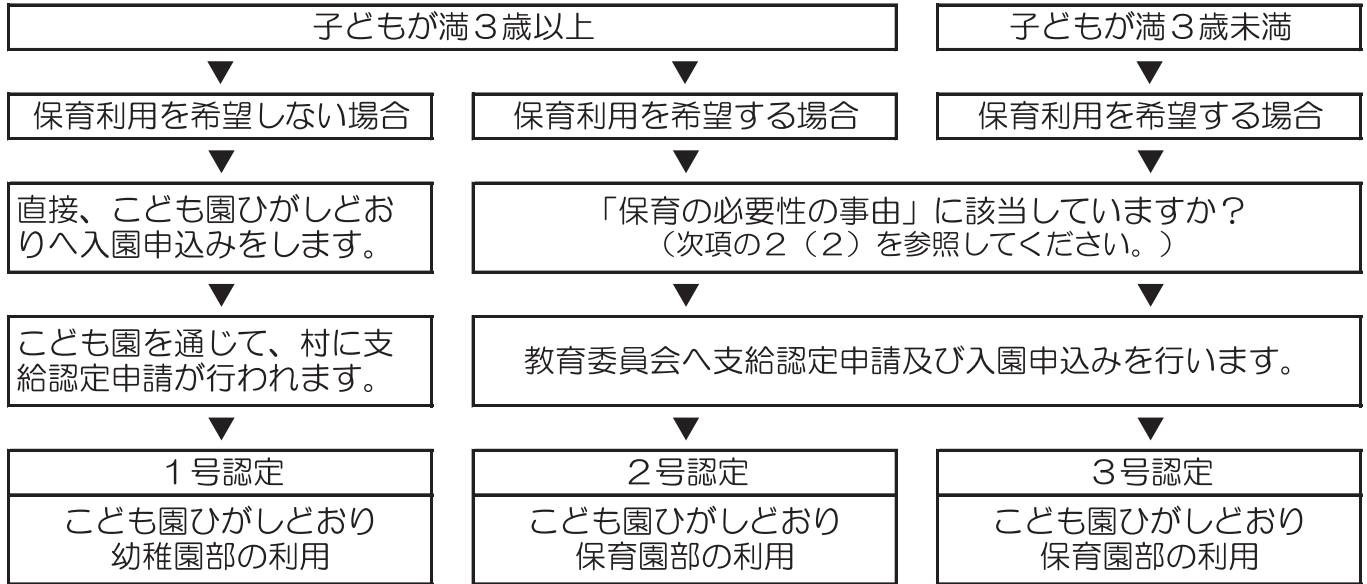 子どもが満３歳以上
子どもが満３歳未満
▼
▼
▼
保育利用を希望しない場合
保育利用を希望する場合
保育利用を希望する場合
▼
▼
▼
直接、こども園ひがしどお
りへ入園申込みをします。
「保育の必要性の事由」に該当していますか？
（次項の２（２）を参照してください。）
▼
▼
▼
こども園を通じて、村に支
給認定申請が行われます。
教育委員会へ支給認定申請及び入園申込みを行います。
▼
▼
▼
１号認定
２号認定
３号認定
こども園ひがしどおり
幼稚園部の利用
こども園ひがしどおり
保育園部の利用
こども園ひがしどおり
保育園部の利用